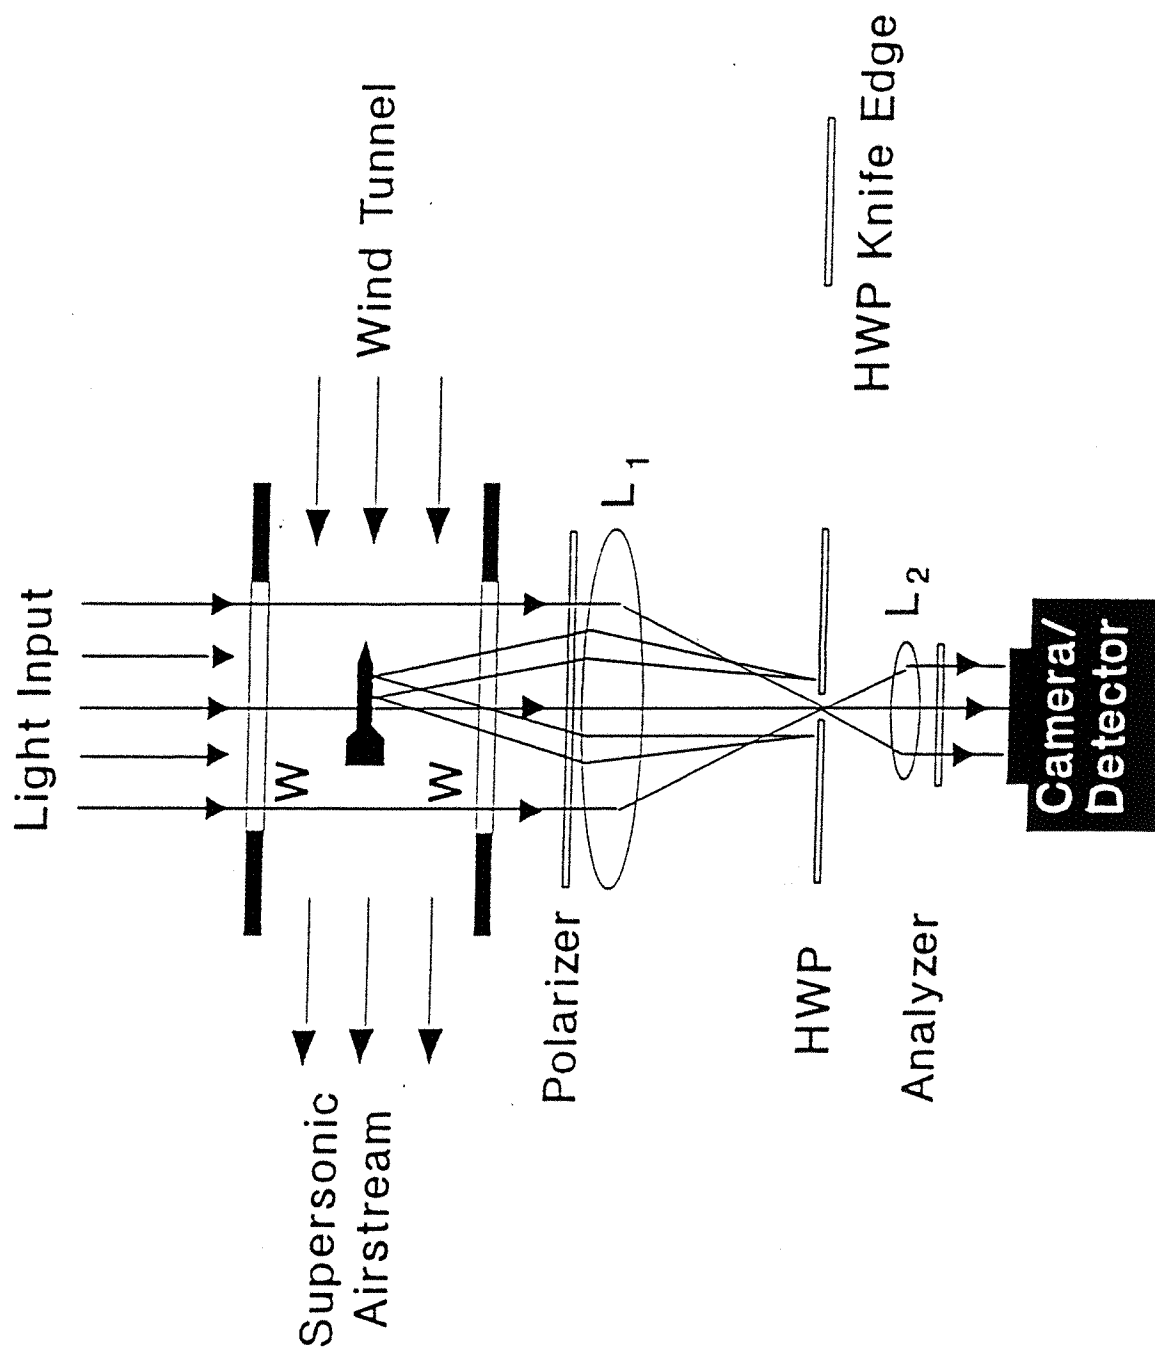 Light Input
Wind Tunnel
W
W
Supersonic
Airstream
Polarizer
L1
HWP
HWP Knife Edge
L2
Analyzer
Camera/
Detector